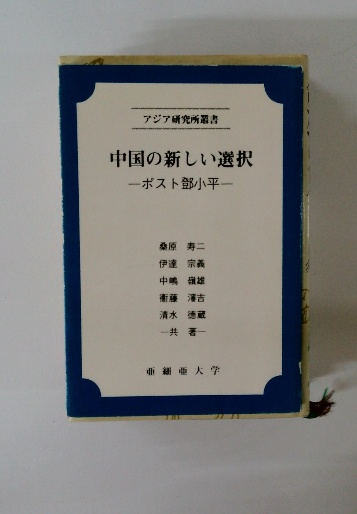 アジア研究所叢書
中国の新しい選択
―ポスト鄧小平―
桑原 寿二
伊達 宗義
中嶋 嶺雄
衞藤 瀋吉
清水 徳蔵
―共 著―
亜細亜大学